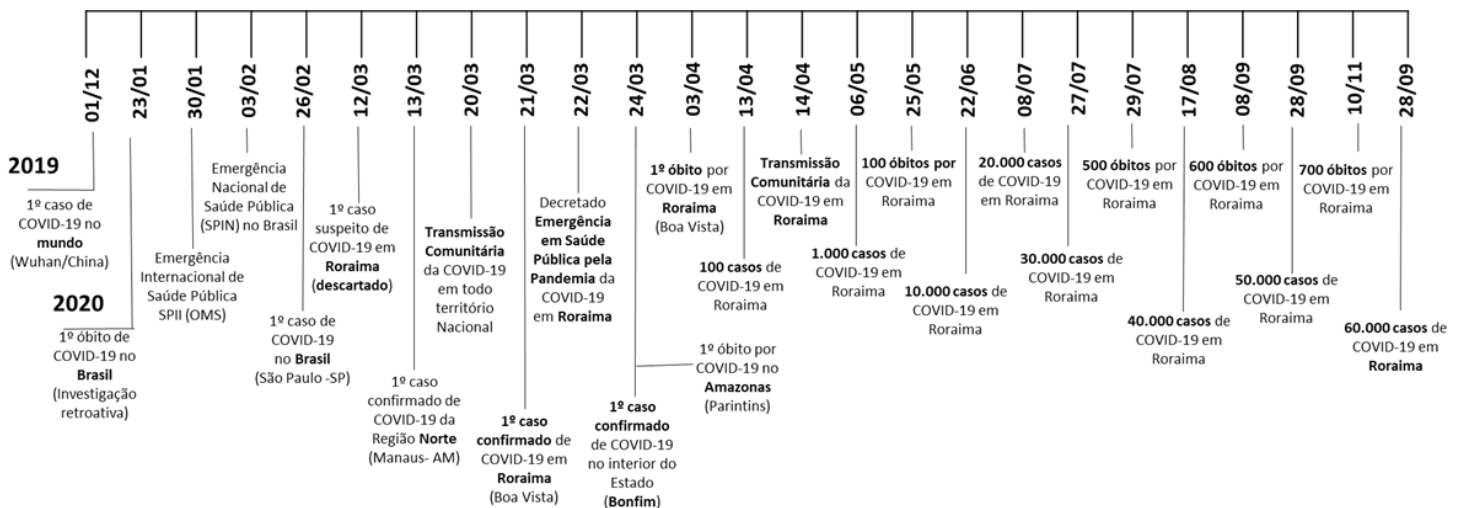 01/12
23/01
30/01
03/02
26/02
12/03
13/03
20/03
21/03
22/03
24/03
03/04
13/04
14/04
06/05
25/05
22/06
08/07
27/07
29/07
17/08
08/09
28/09
10/11
28/09
2019
1º caso de
COVID-19 no
mundo
(Wuhan/China)
2020
1º óbito de
COVID-19 no
Brasil
(Investigação
retroativa)
Emergência
Internacional de
Saúde Pública
SPII (OMS)
Emergência
Nacional de
Saúde Pública
(SPIN) no Brasil
1º caso de
COVID-19
no Brasil
(São Paulo -SP)
1º caso
suspeito de
COVID-19 em
Roraima
(descartado)
1º caso
confirmado de
COVID-19 da
Região Norte
(Manaus- AM)
Transmissão
Comunitária
da COVID-19
em todo
território
Nacional
1º caso
confirmado de
COVID-19 em
Roraima
(Boa Vista)
Decretado
Emergência
em Saúde
Pública pela
Pandemia da
COVID-19
em Roraima
1º caso
confirmado
de COVID-19
no interior do
Estado
(Bonfim)
1º óbito por
COVID-19 no
Amazonas
(Parintins)
1º óbito por
COVID-19 em
Roraima
(Boa Vista)
100 casos de
COVID-19 em
Roraima
Transmissão
Comunitária da
COVID-19 em
Roraima
1.000 casos de
COVID-19 em
Roraima
100 óbitos por
COVID-19 em
Roraima
10.000 casos de
COVID-19 em
Roraima
20.000 casos
de COVID-19
em Roraima
30.000 casos de
COVID-19 em
Roraima
500 óbitos por
COVID-19 em
Roraima
40.000 casos de
COVID-19 em
Roraima
600 óbitos por
COVID-19 em
Roraima
50.000 casos de
COVID-19 em
Roraima
700 óbitos por
COVID-19 em
Roraima
60.000 casos de
COVID-19 em
Roraima